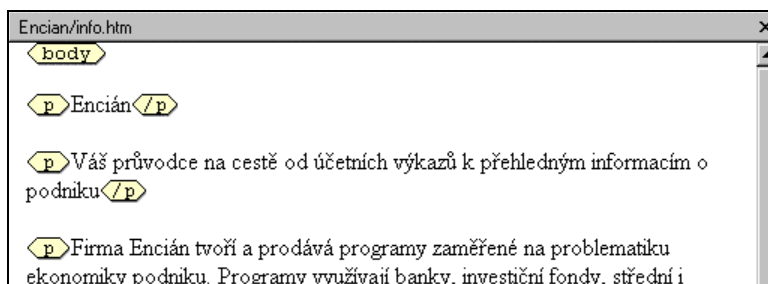 Encian/info.htm
body
p Encián /p
p Váš průvodce na cestě od účetních výkazů k přehledným informacím o
podniku /p
p Firma Encián tvoří a prodává programy zaměřené na problematiku
ekonomiky podniku. Programy využívají banky, investiční fondy, střední i